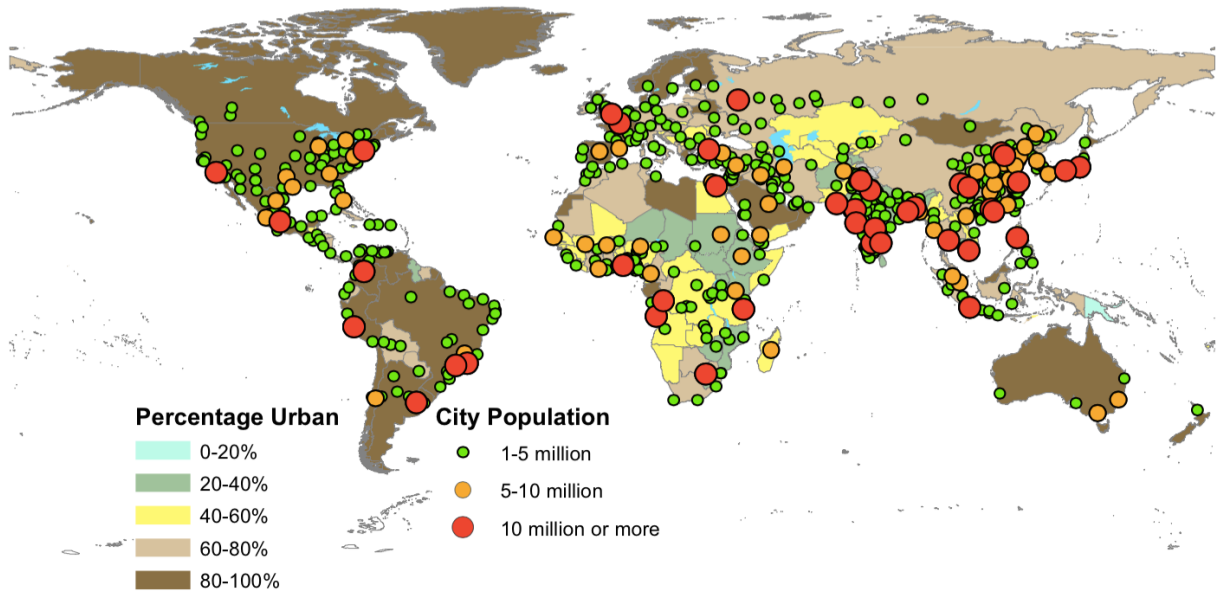 Percentage Urban
0-20%
20-40%
40-60%
60-80%
80-100%
City Population
1-5 million
5-10 million
10 million or more